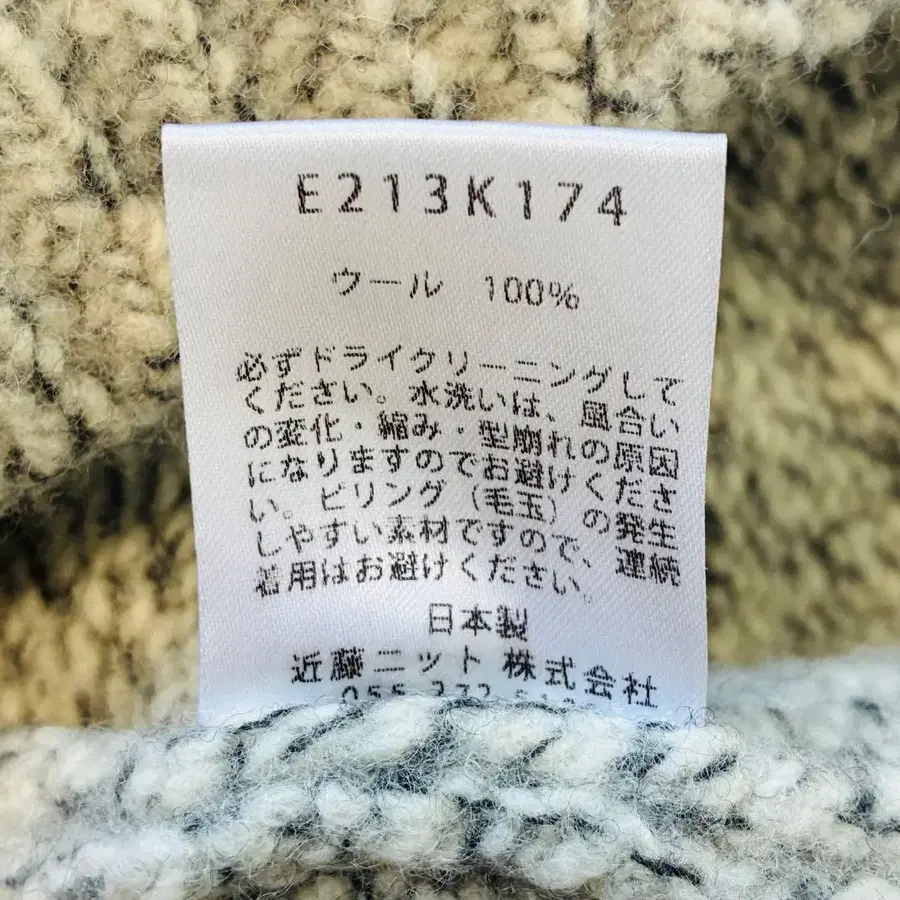 E213K174
ウール 100%
必ずドライクリーニングして
ください。水洗いは、風合い
の変化・縮み・型崩れの原因
になりますのでお避けくださ
い。ピリング（毛玉）の発生
しやすい素材ですので、連続
着用はお避けください。
日本製
近藤ニット 株式会社
055 272